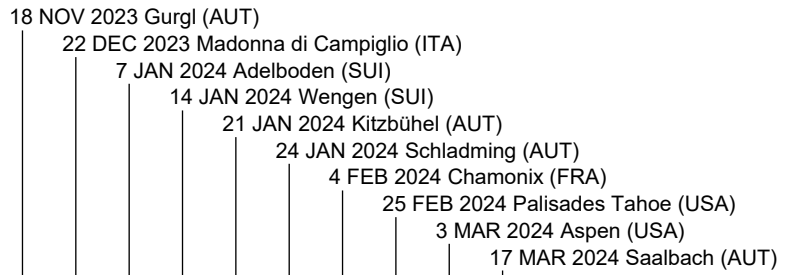 18 NOV 2023 Gurgl (AUT)
22 DEC 2023 Madonna di Campiglio (ITA)
7 JAN 2024 Adelboden (SUI)
14 JAN 2024 Wengen (SUI)
21 JAN 2024 Kitzbühel (AUT)
24 JAN 2024 Schladming (AUT)
4 FEB 2024 Chamonix (FRA)
25 FEB 2024 Palisades Tahoe (USA)
3 MAR 2024 Aspen (USA)
17 MAR 2024 Saalbach (AUT)